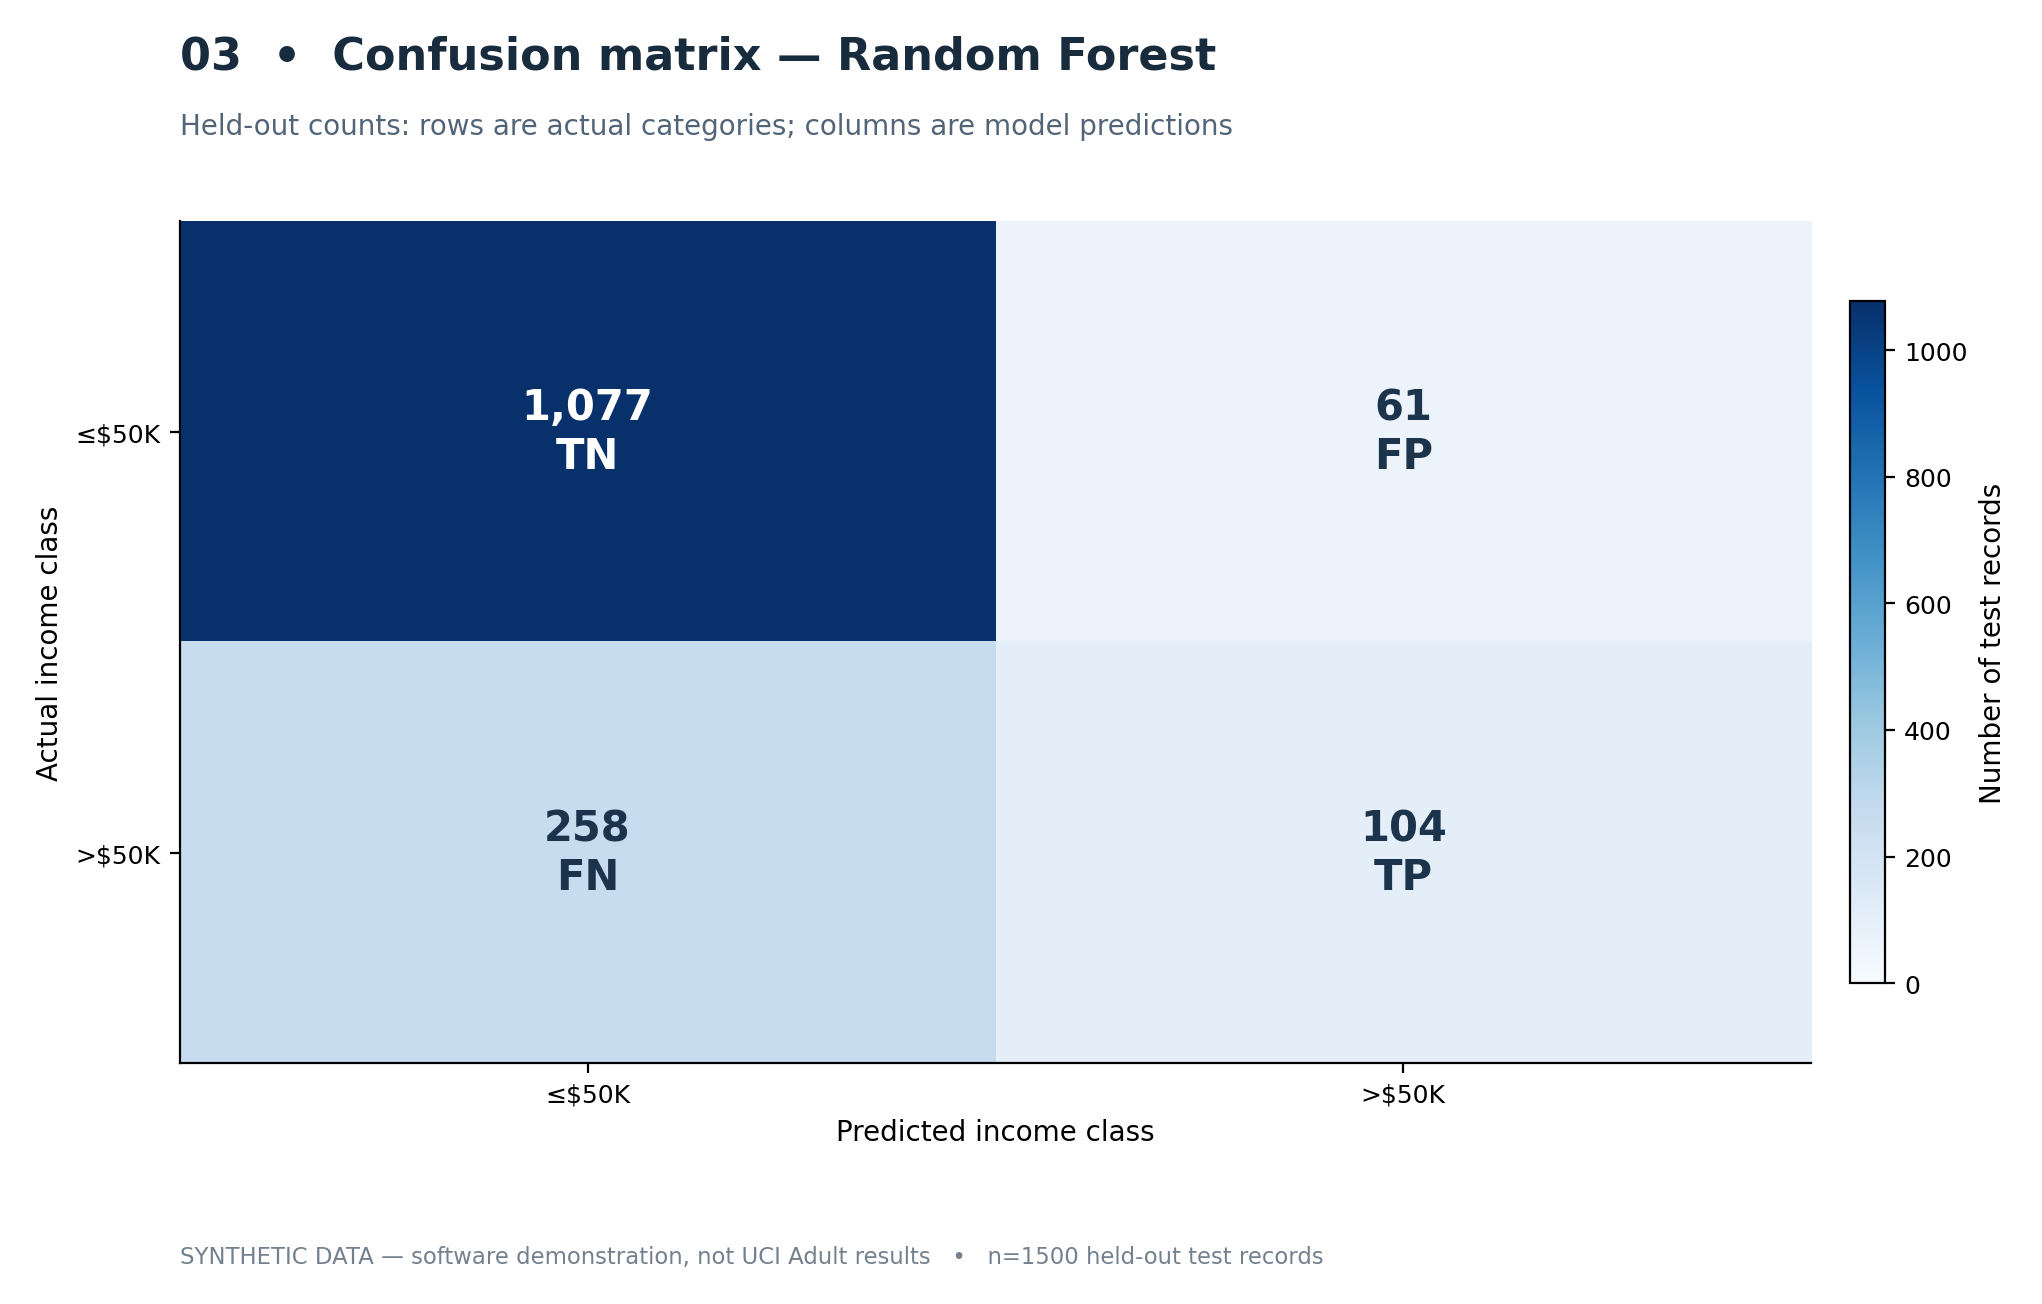 03 • Confusion matrix — Random Forest
Held-out counts: rows are actual categories; columns are model predictions
1,077
TN
61
FP
258
FN
104
TP
≤$50K
>$50K
Actual income class
≤$50K
>$50K
Predicted income class
1000
800
600
400
200
0
Number of test records
SYNTHETIC DATA — software demonstration, not UCI Adult results • n=1500 held-out test records